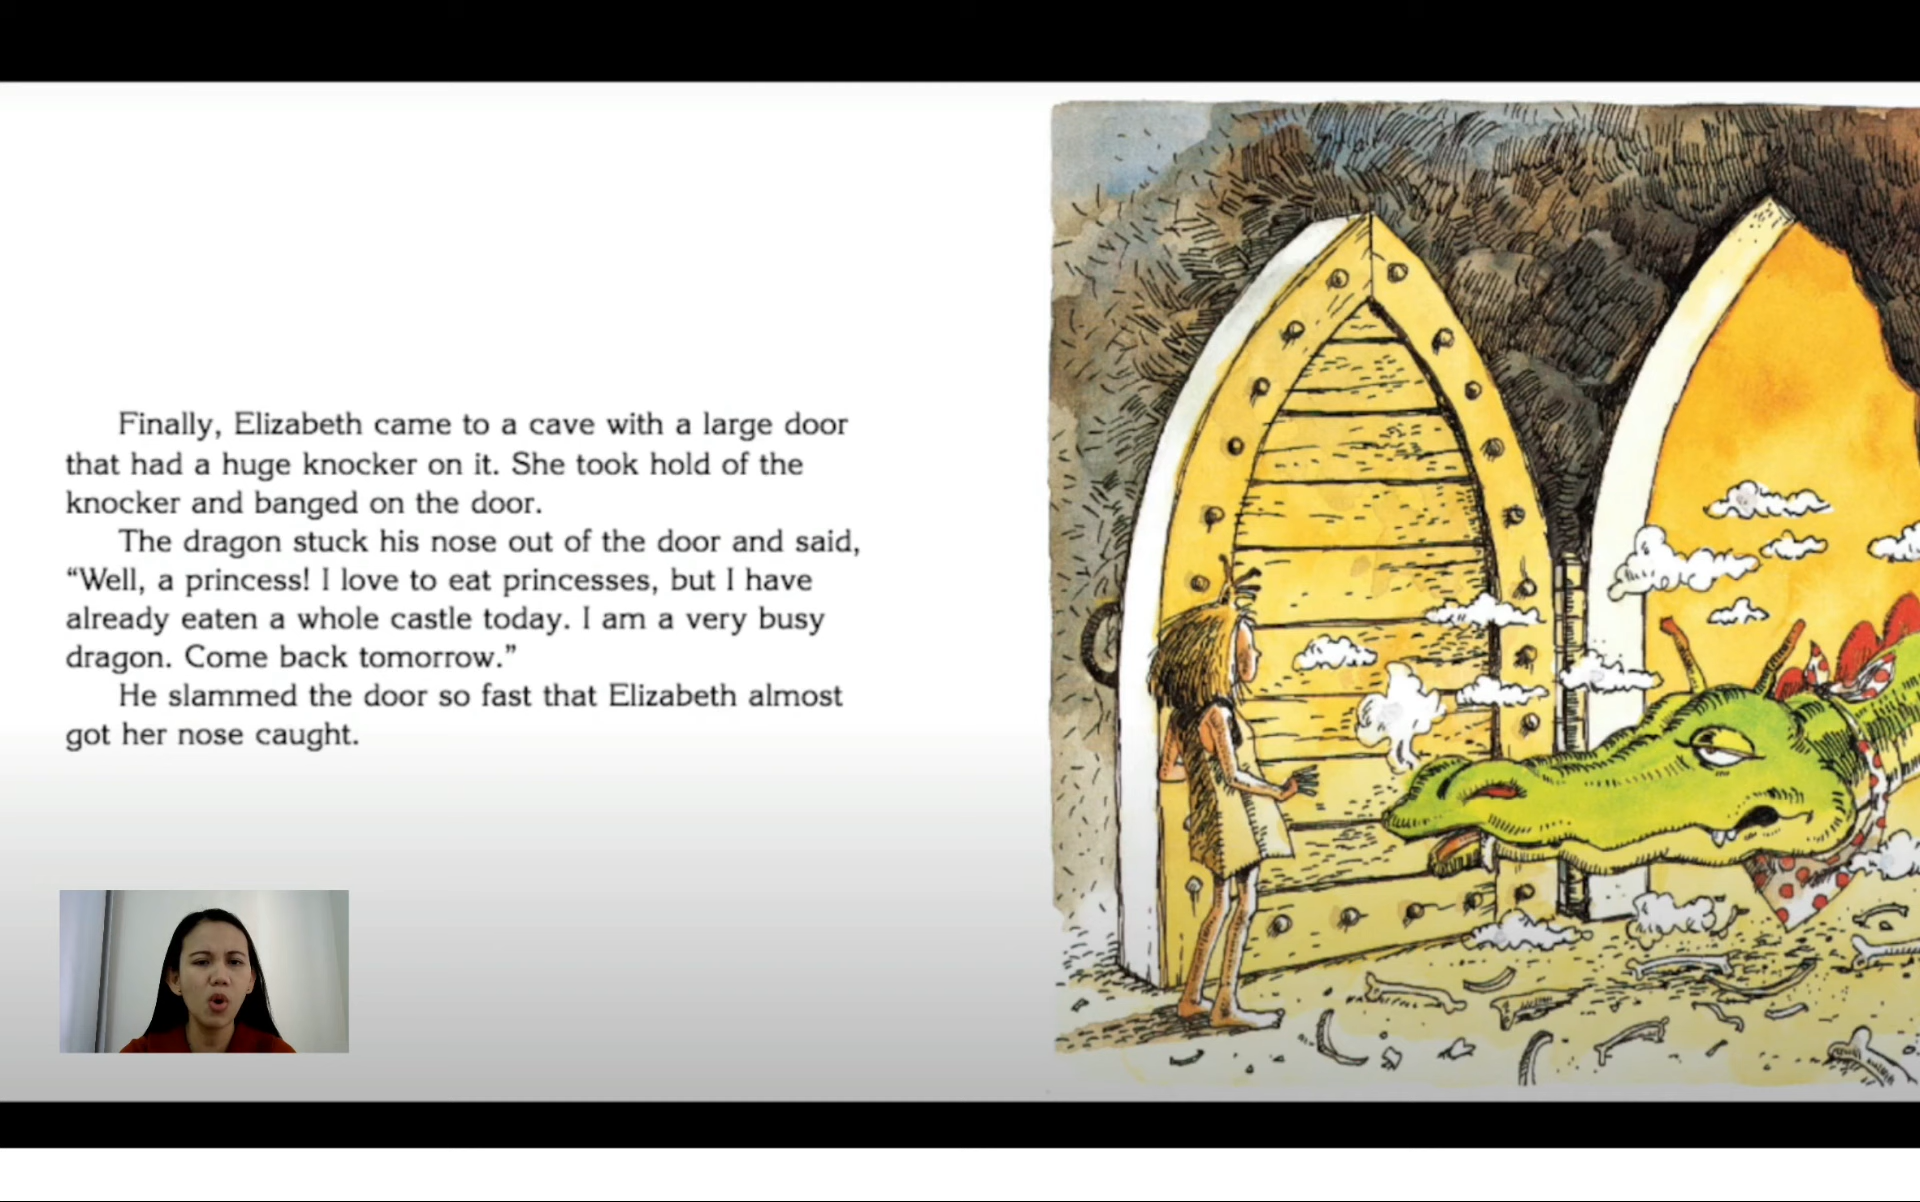 Finally, Elizabeth came to a cave with a large door
that had a huge knocker on it. She took hold of the
knocker and banged on the door.
The dragon stuck his nose out of the door and said,
“Well, a princess! I love to eat princesses, but I have
already eaten a whole castle today. I am a very busy
dragon. Come back tomorrow.”
He slammed the door so fast that Elizabeth almost
got her nose caught.